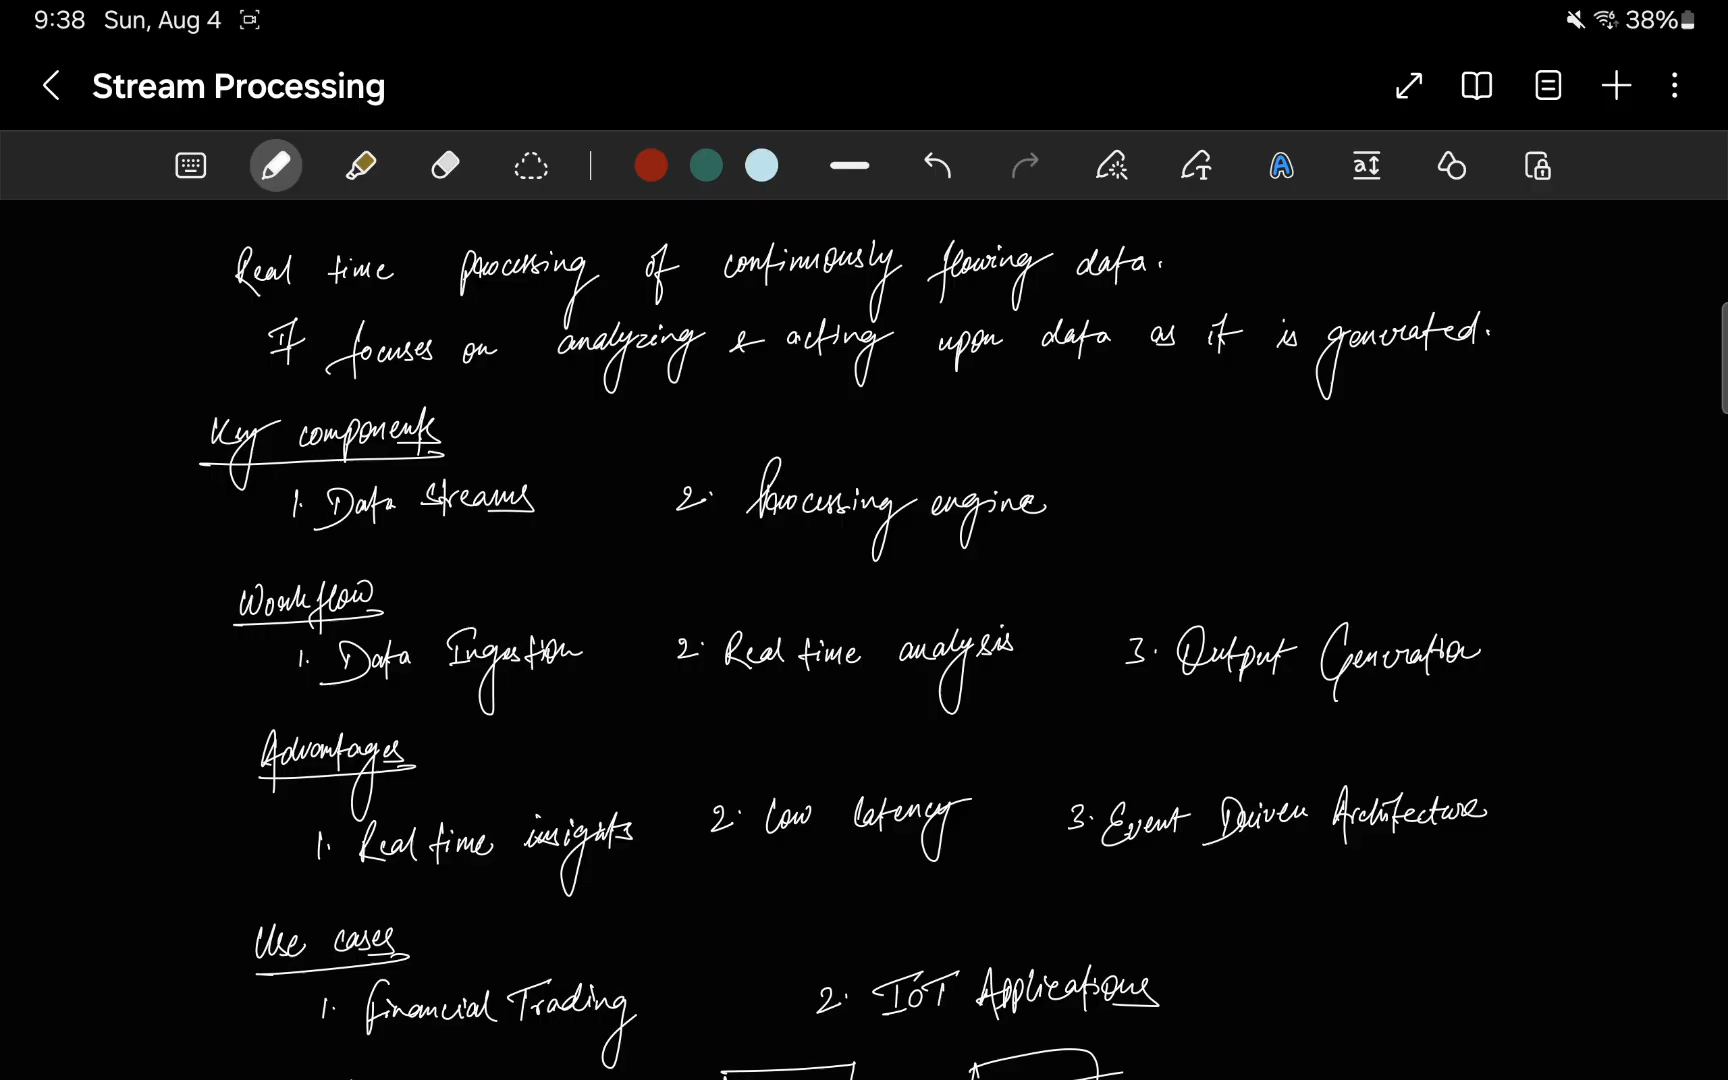 9:38 Sun, Aug 4 38%
Stream Processing
Real time processing of continuously flowing data.
It focuses on analyzing & acting upon data as it is generated.
Key components
1. Data streams 2. Processing engine
Workflow
1. Data Ingestion 2. Real time analysis 3. Output Generation
Advantages
1. Real time insights 2. Low latency 3. Event Driven Architecture
Use cases
1. Financial Trading 2. IOT Applications